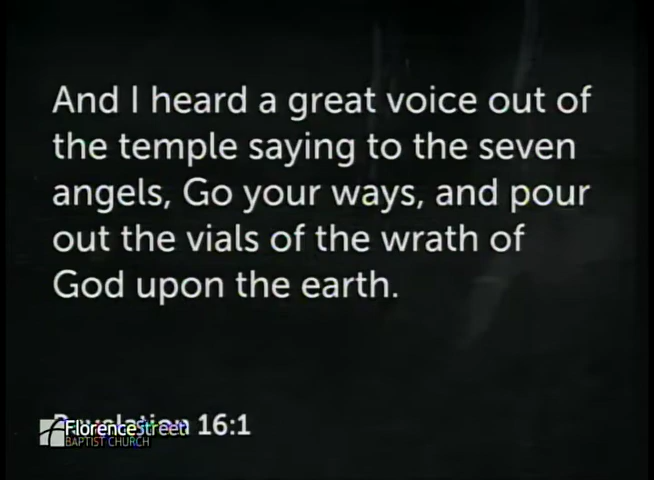 And I heard a great voice out of
the temple saying to the seven
angels, Go your ways, and pour
out the vials of the wrath of
God upon the earth.
Revelation 16:1
FlorenceStreet
BAPTIST CHURCH